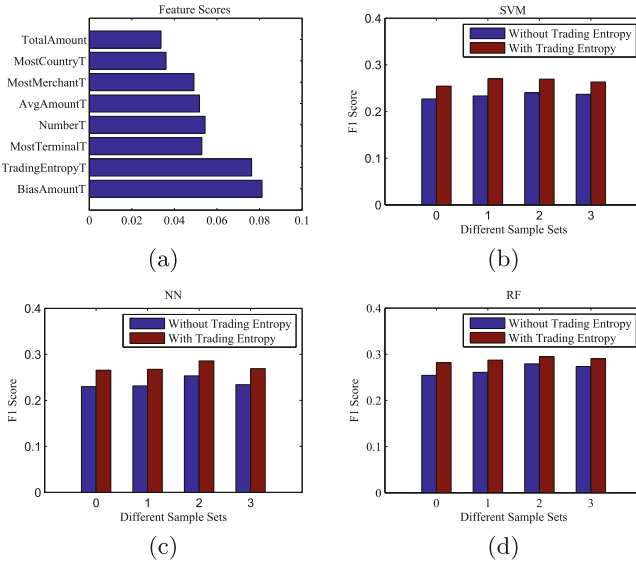 Feature Scores
TotalAmount
MostCountryT
MostMerchantT
AvgAmountT
NumberT
MostTerminalT
TradingEntropyT
BiasAmountT
0 0.02 0.04 0.06 0.08 0.1
(a)
SVM
0.4
0.3
0.2
0.1
0
F1 Score
Without Trading Entropy
With Trading Entropy
0 1 2 3
Different Sample Sets
(b)
NN
0.4
0.3
0.2
0.1
0
F1 Score
Without Trading Entropy
With Trading Entropy
0 1 2 3
Different Sample Sets
(c)
RF
0.4
0.3
0.2
0.1
0
F1 Score
Without Trading Entropy
With Trading Entropy
0 1 2 3
Different Sample Sets
(d)